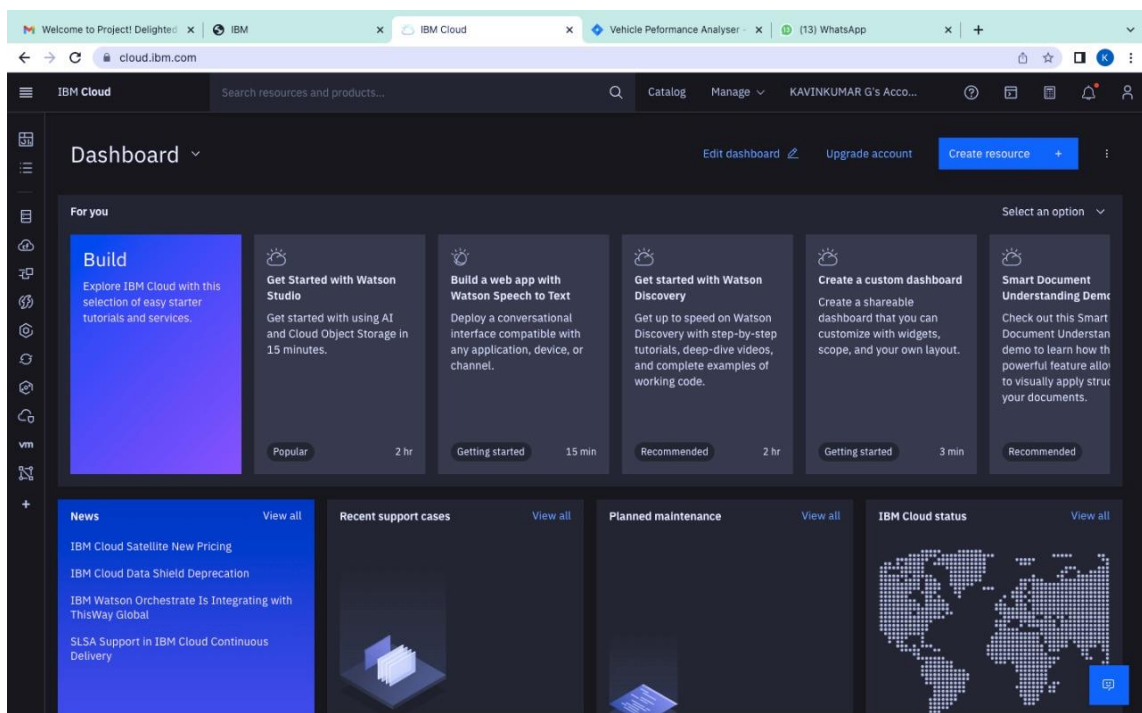 Welcome to Project! Delighted
IBM
IBM Cloud
Vehicle Peformance Analyser -
(13) WhatsApp
cloud.ibm.com
K
IBM Cloud
Search resources and products...
Catalog
Manage
KAVINKUMAR G's Acco...
Dashboard
Edit dashboard
Upgrade account
Create resource +
For you
Select an option
Build
Explore IBM Cloud with this
selection of easy starter
tutorials and services.
Get Started with Watson
Studio
Get started with using AI
and Cloud Object Storage in
15 minutes.
Popular
2 hr
Build a web app with
Watson Speech to Text
Deploy a conversational
interface compatible with
any application, device, or
channel.
Getting started
15 min
Get started with Watson
Discovery
Get up to speed on Watson
Discovery with step-by-step
tutorials, deep-dive videos,
and complete examples of
working code.
Recommended
2 hr
Create a custom dashboard
Create a shareable
dashboard that you can
customize with widgets,
scope, and your own layout.
Getting started
3 min
Smart Document
Understanding Demo
Check out this Smart
Document Understan
demo to learn how th
powerful feature allo
to visually apply struc
your documents.
Recommended
vm
News
View all
IBM Cloud Satellite New Pricing
IBM Cloud Data Shield Deprecation
IBM Watson Orchestrate Is Integrating with
ThisWay Global
SLSA Support in IBM Cloud Continuous
Delivery
Recent support cases
View all
Planned maintenance
View all
IBM Cloud status
View all